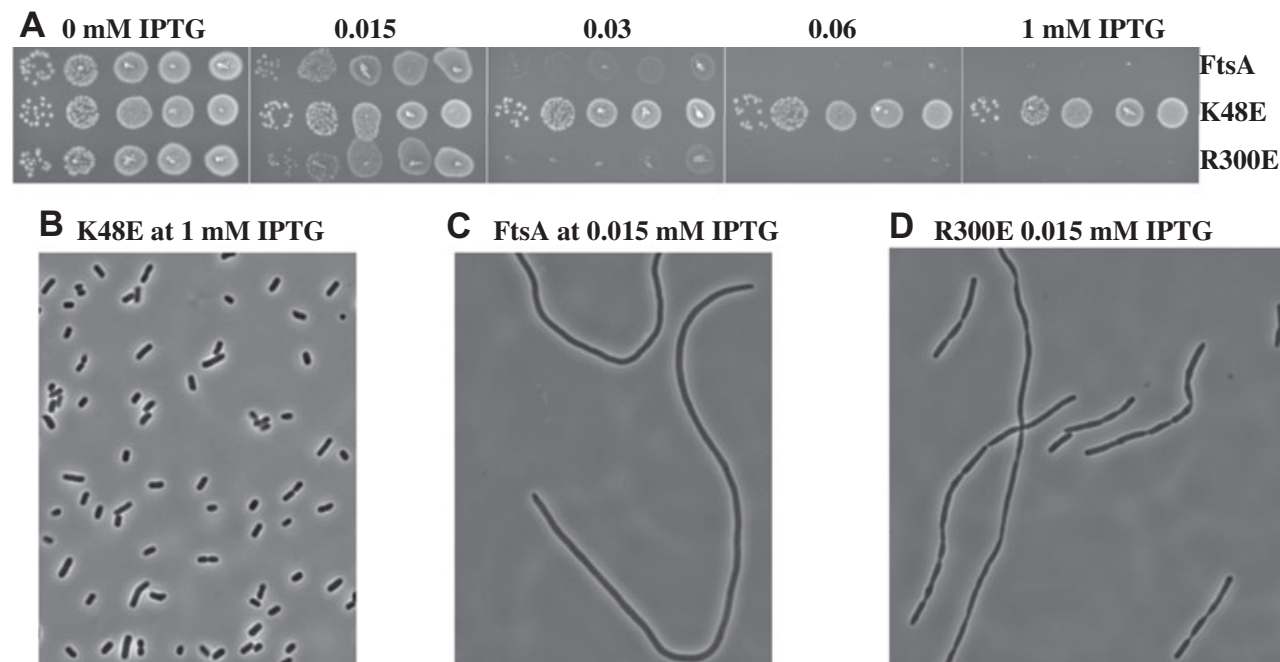 A 0 mM IPTG 0.015 0.03 0.06 1 mM IPTG
FtsA
K48E
R300E
B K48E at 1 mM IPTG C FtsA at 0.015 mM IPTG D R300E 0.015 mM IPTG